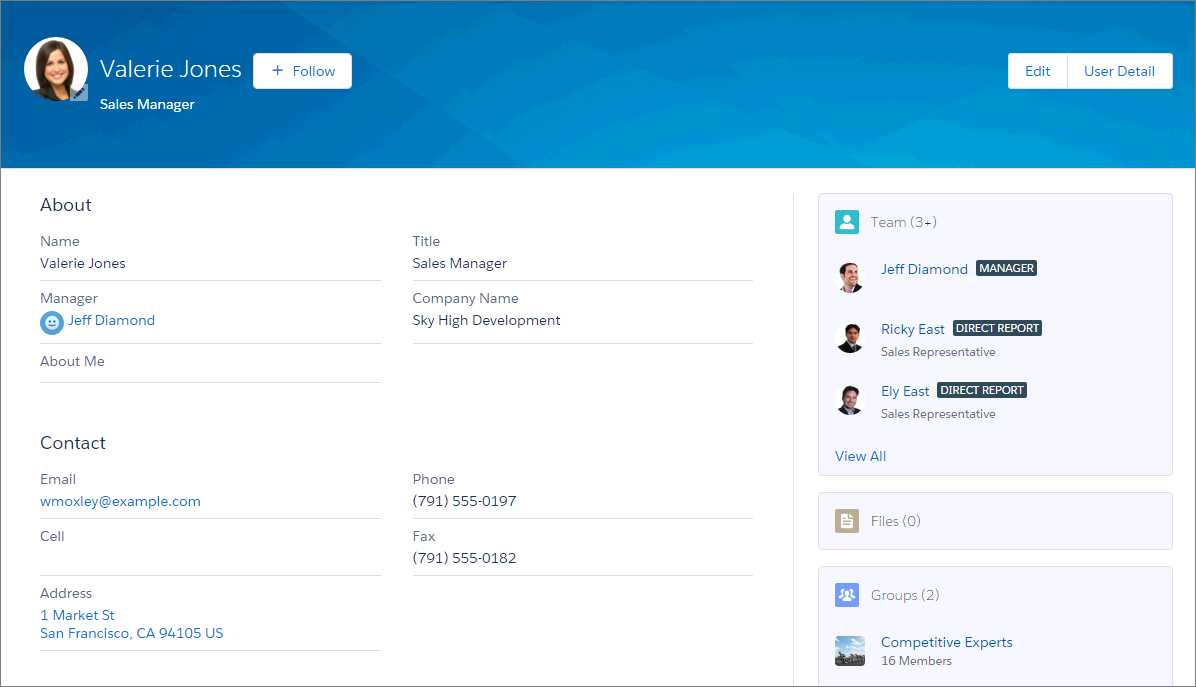 Valerie Jones
+ Follow
Sales Manager
Edit
User Detail
About
Name
Valerie Jones
Title
Sales Manager
Manager
Jeff Diamond
Company Name
Sky High Development
About Me
Contact
Email
wmoxley@example.com
Phone
(791) 555-0197
Cell
Fax
(791) 555-0182
Address
1 Market St
San Francisco, CA 94105 US
Team (3+)
Jeff Diamond MANAGER
Ricky East DIRECT REPORT
Sales Representative
Ely East DIRECT REPORT
Sales Representative
View All
Files (0)
Groups (2)
Competitive Experts
16 Members